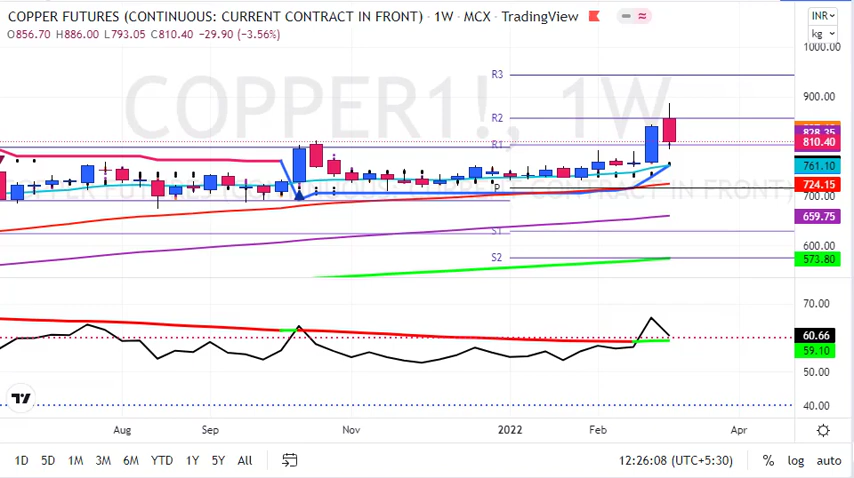 COPPER FUTURES (CONTINUOUS: CURRENT CONTRACT IN FRONT) · 1W · MCX · TradingView
INR
O856.70 H886.00 L793.05 C810.40 -29.90 (-3.56%)
kg
1000.00
COPPER1!, 1W
R3
900.00
R2
828.25
R1
810.40
761.10
P
724.15
700.00
659.75
S1
600.00
S2
573.80
70.00
60.66
59.10
50.00
40.00
Aug Sep Nov 2022 Feb Apr
1D 5D 1M 3M 6M YTD 1Y 5Y All
12:26:08 (UTC+5:30) % log auto